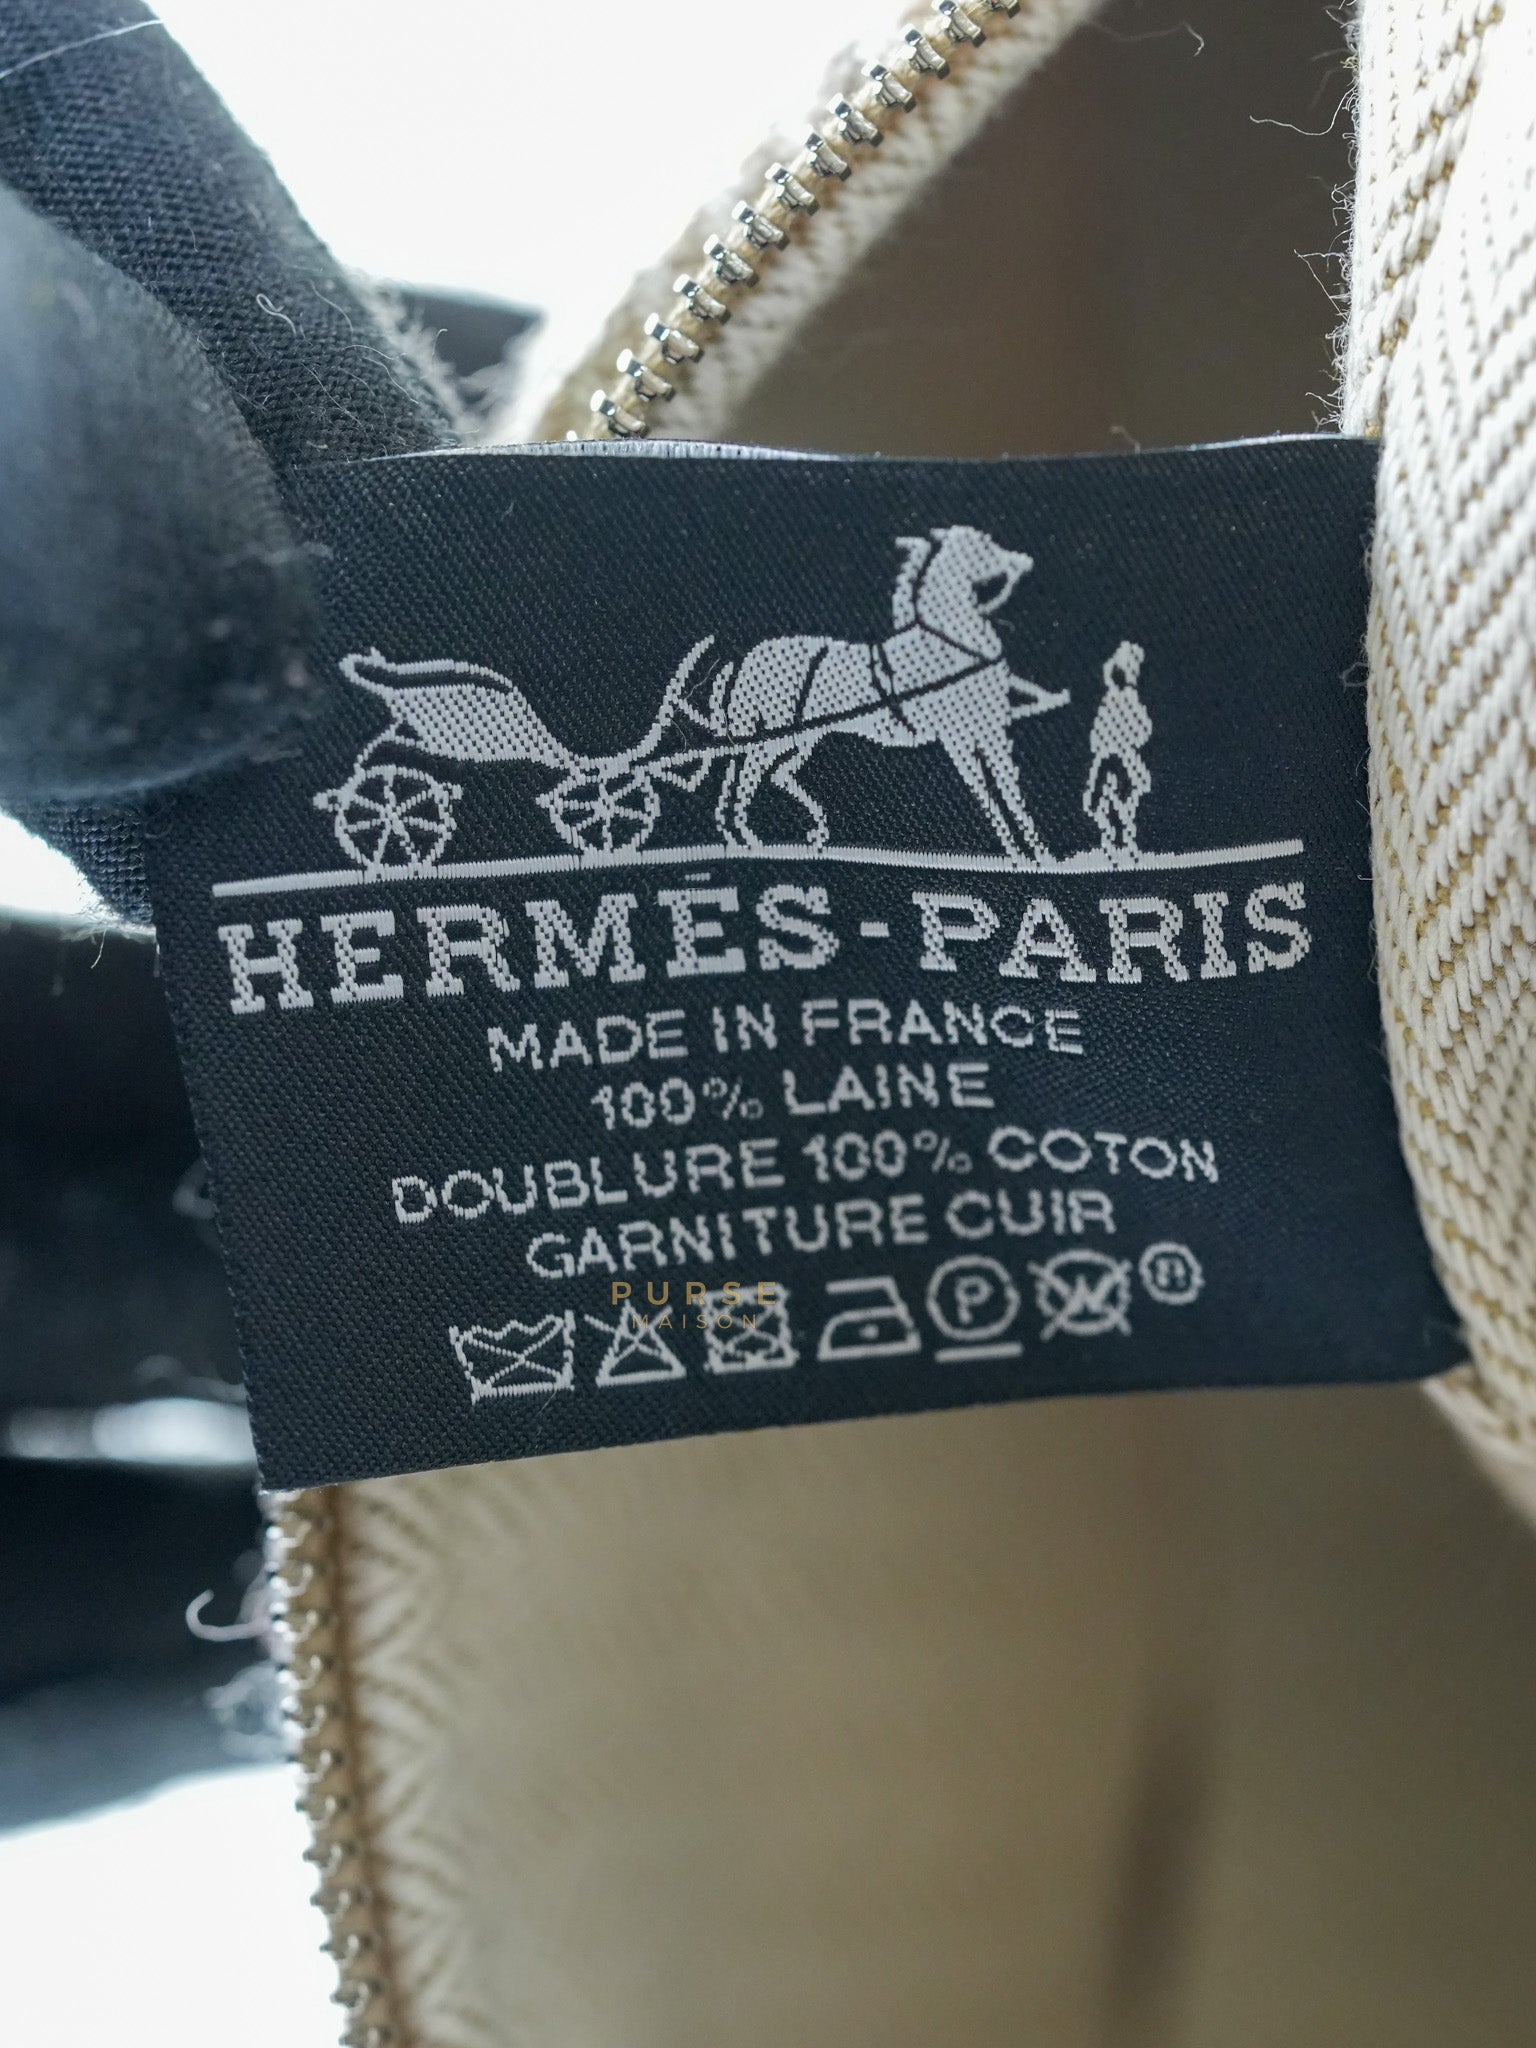 HERMÈS-PARIS
MADE IN FRANCE
100% LAINE
DOUBLURE 100% COTON
GARNITURE CUIR
PURSE
MAISON
P W ®